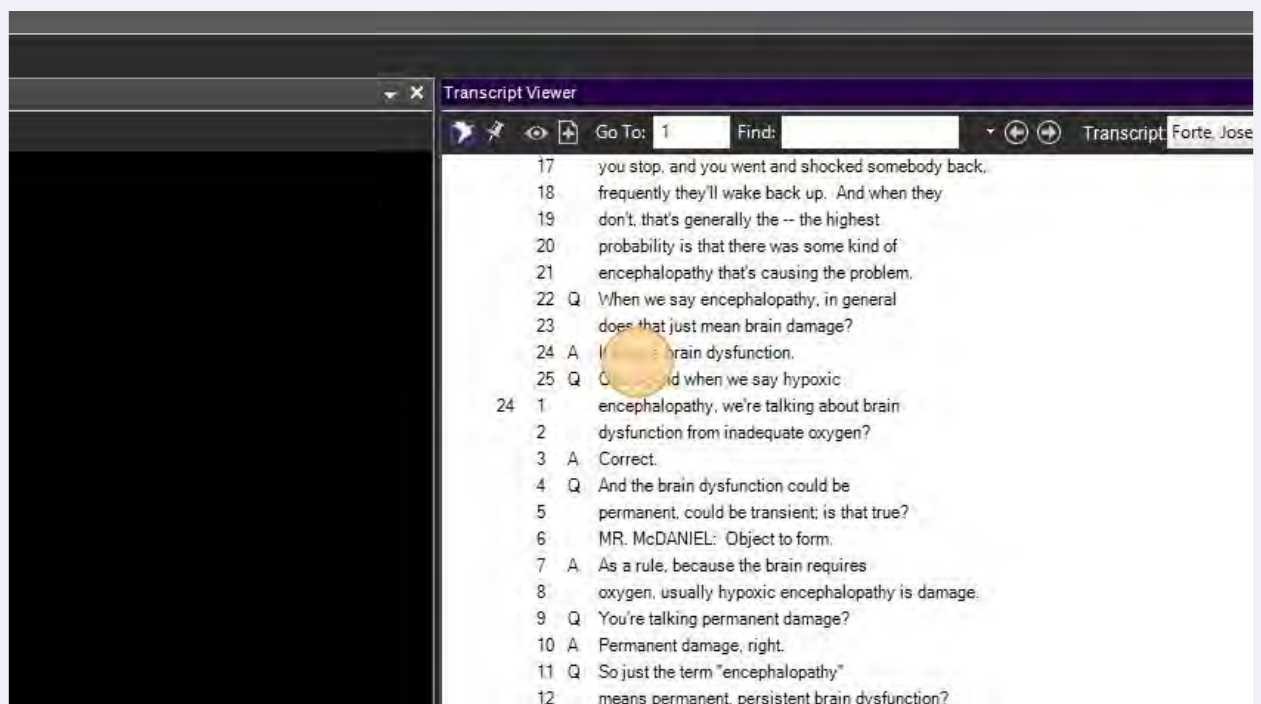 Transcript Viewer
Go To: 1 Find: Transcript: Forte, Jose
17 you stop, and you went and shocked somebody back,
18 frequently they'll wake back up. And when they
19 don't, that's generally the -- the highest
20 probability is that there was some kind of
21 encephalopathy that's causing the problem.
22 Q When we say encephalopathy, in general
23 does that just mean brain damage?
24 A brain dysfunction.
25 Q when we say hypoxic
24 1 encephalopathy, we're talking about brain
2 dysfunction from inadequate oxygen?
3 A Correct.
4 Q And the brain dysfunction could be
5 permanent, could be transient; is that true?
6 MR. McDANIEL: Object to form.
7 A As a rule, because the brain requires
8 oxygen, usually hypoxic encephalopathy is damage.
9 Q You're talking permanent damage?
10 A Permanent damage, right.
11 Q So just the term "encephalopathy"
12 means permanent, persistent brain dysfunction?